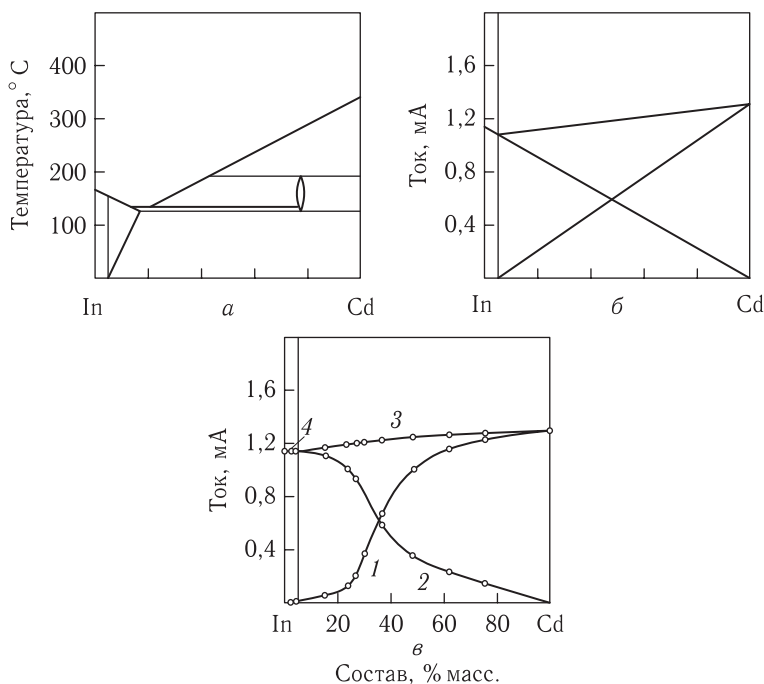 Температура, °C
400
300
200
100
In
а
Cd
Ток, мА
1,6
1,2
0,8
0,4
In
б
Cd
Ток, мА
1,6
1,2
0,8
0,4
4
3
1
2
In 20 40 60 80 Cd
в
Состав, % масс.